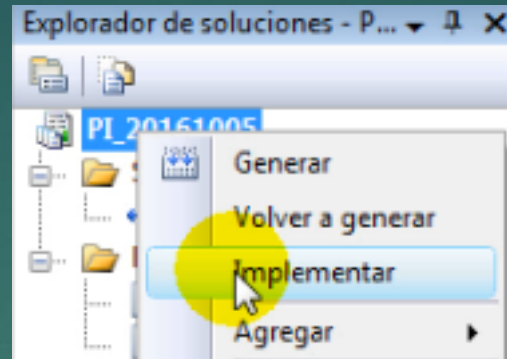 Explorador de soluciones - P...
PI_20161005
Generar
Volver a generar
Implementar
Agregar